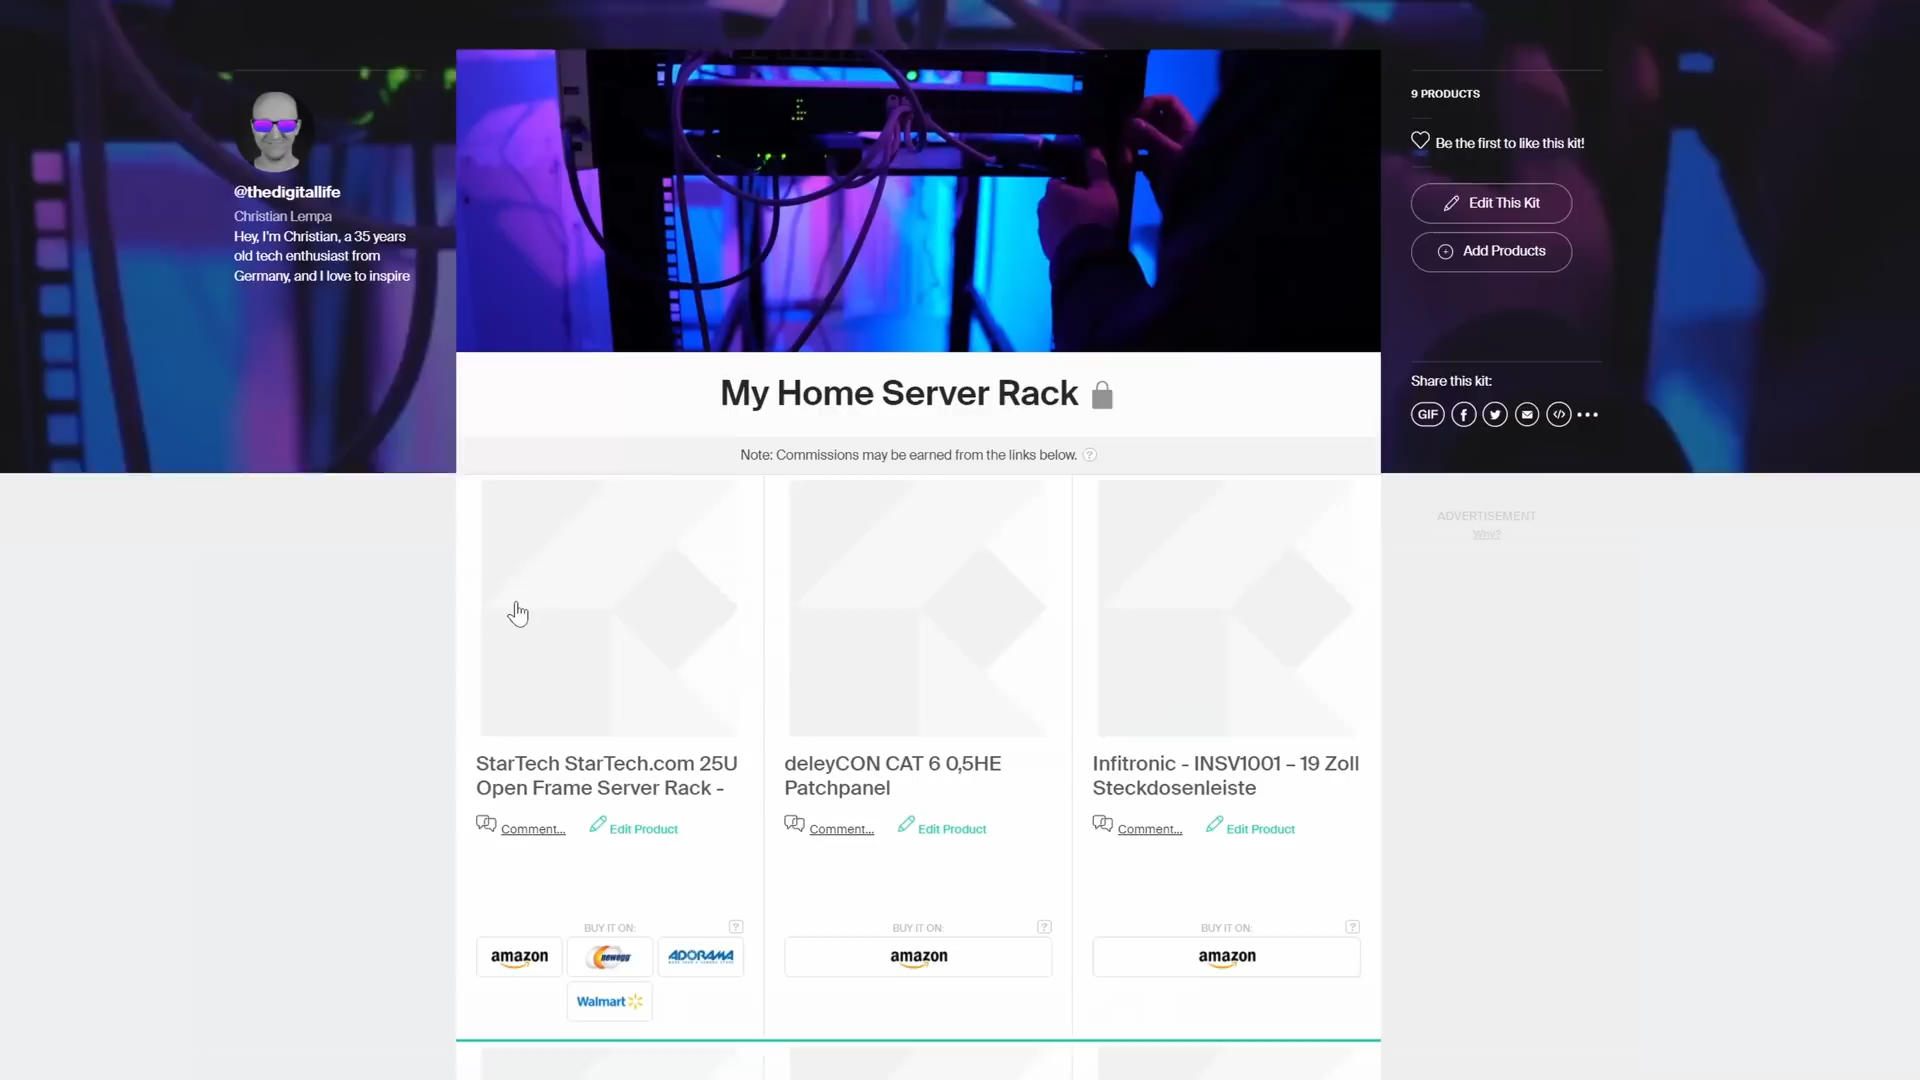 @thedigitallife
Christian Lempa
Hey, I'm Christian, a 35 years
old tech enthusiast from
Germany, and I love to inspire
9 PRODUCTS
Be the first to like this kit!
Edit This Kit
Add Products
Share this kit:
GIF
My Home Server Rack
Note: Commissions may be earned from the links below. ?
ADVERTISEMENT
Why?
StarTech StarTech.com 25U
Open Frame Server Rack -
Comment... Edit Product
BUY IT ON: ?
amazon newegg ADORAMA
Walmart
deleyCON CAT 6 0,5HE
Patchpanel
Comment... Edit Product
BUY IT ON: ?
amazon
Infitronic - INSV1001 – 19 Zoll
Steckdosenleiste
Comment... Edit Product
BUY IT ON: ?
amazon